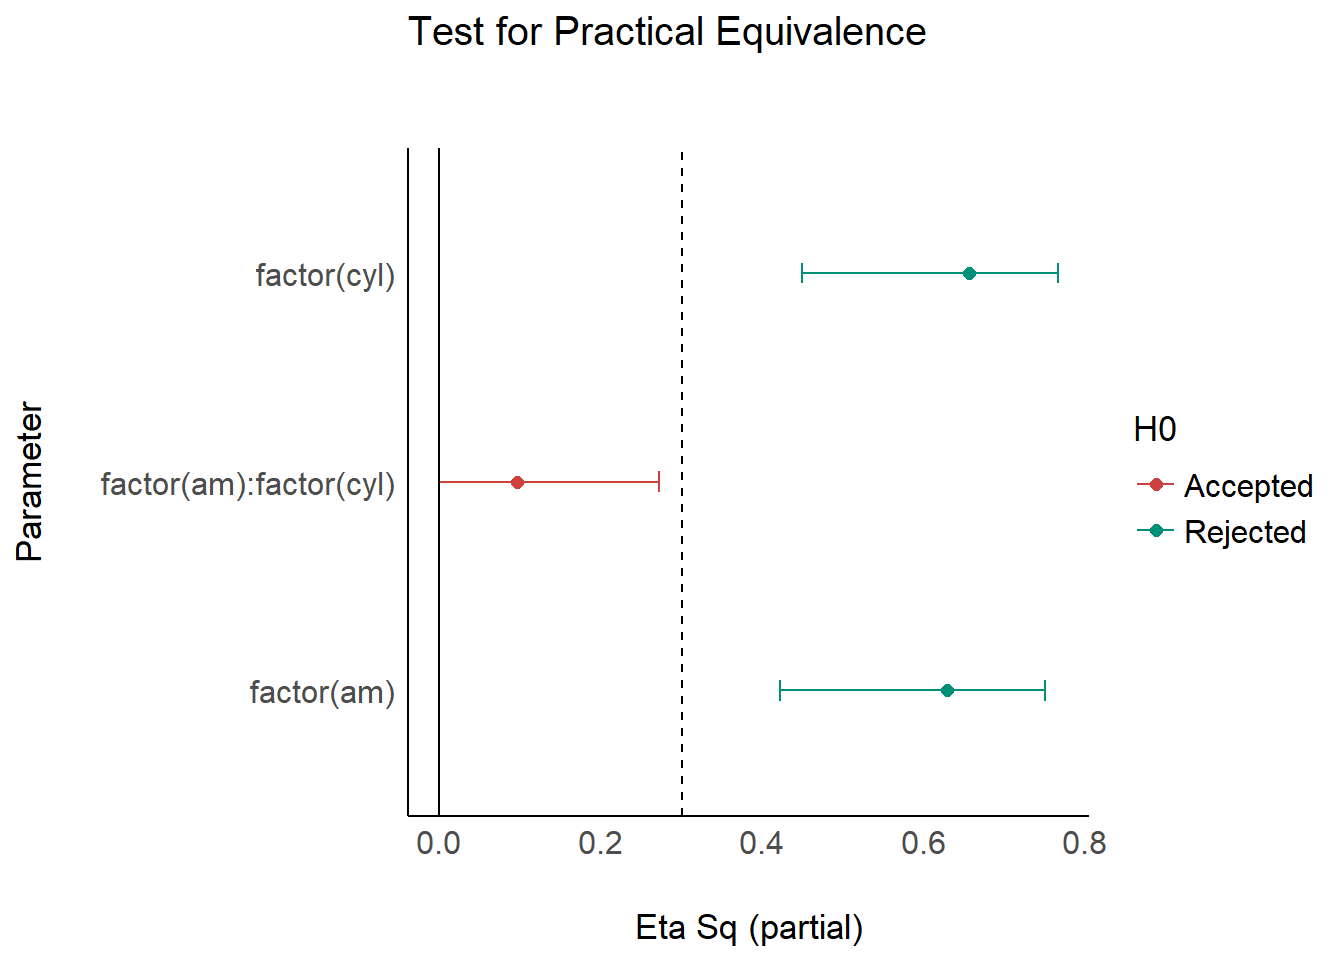 Test for Practical Equivalence
Parameter
factor(cyl)
factor(am):factor(cyl)
factor(am)
0.0 0.2 0.4 0.6 0.8
Eta Sq (partial)
H0
Accepted
Rejected